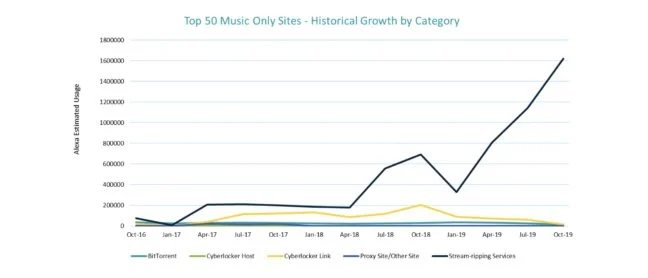 Top 50 Music Only Sites - Historical Growth by Category
1800000
1600000
1400000
1200000
1000000
800000
600000
400000
200000
0
Alexa Estimated Usage
Oct-16 Jan-17 Apr-17 Jul-17 Oct-17 Jan-18 Apr-18 Jul-18 Oct-18 Jan-19 Apr-19 Jul-19 Oct-19
BitTorrent Cyberlocker Host Cyberlocker Link Proxy Site/Other Site Stream-ripping Services